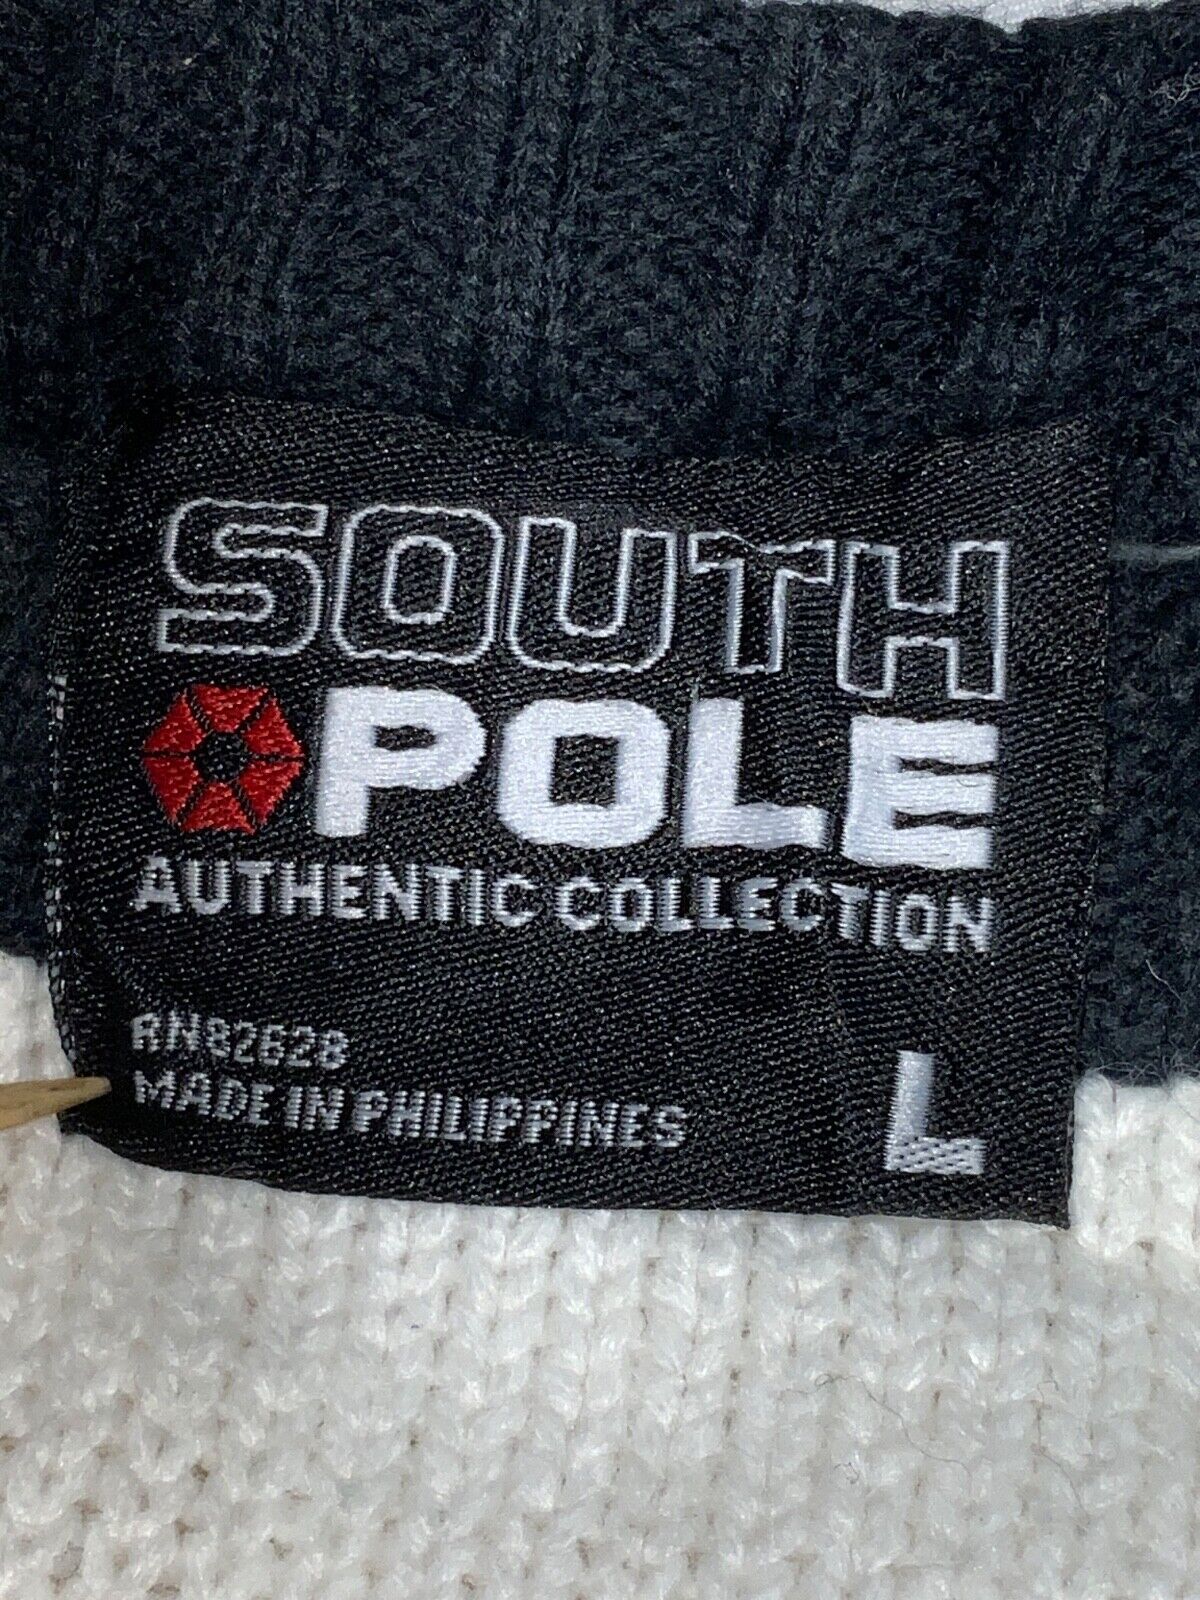 SOUTH
POLE
AUTHENTIC COLLECTION
RN82628
MADE IN PHILIPPINES
L